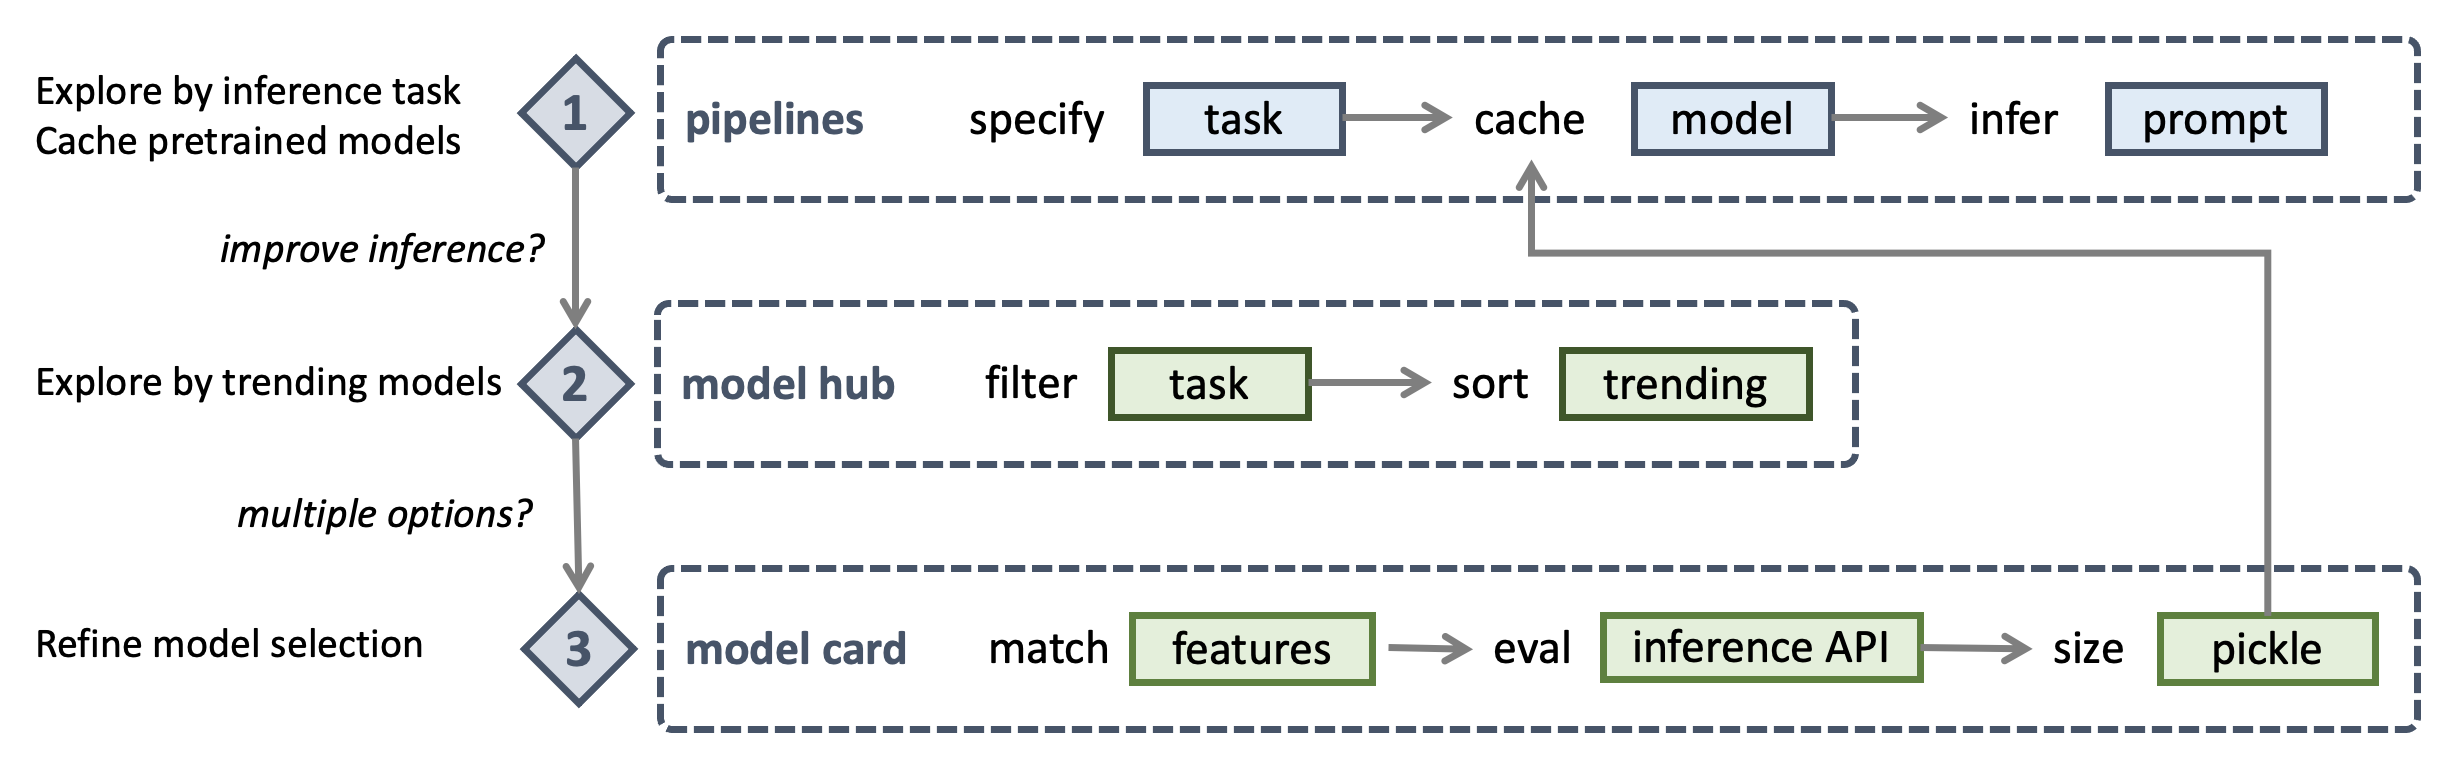 Explore by inference task
Cache pretrained models
1
pipelines specify task cache model infer prompt
improve inference?
Explore by trending models
2
model hub filter task sort trending
multiple options?
Refine model selection
3
model card match features eval inference API size pickle